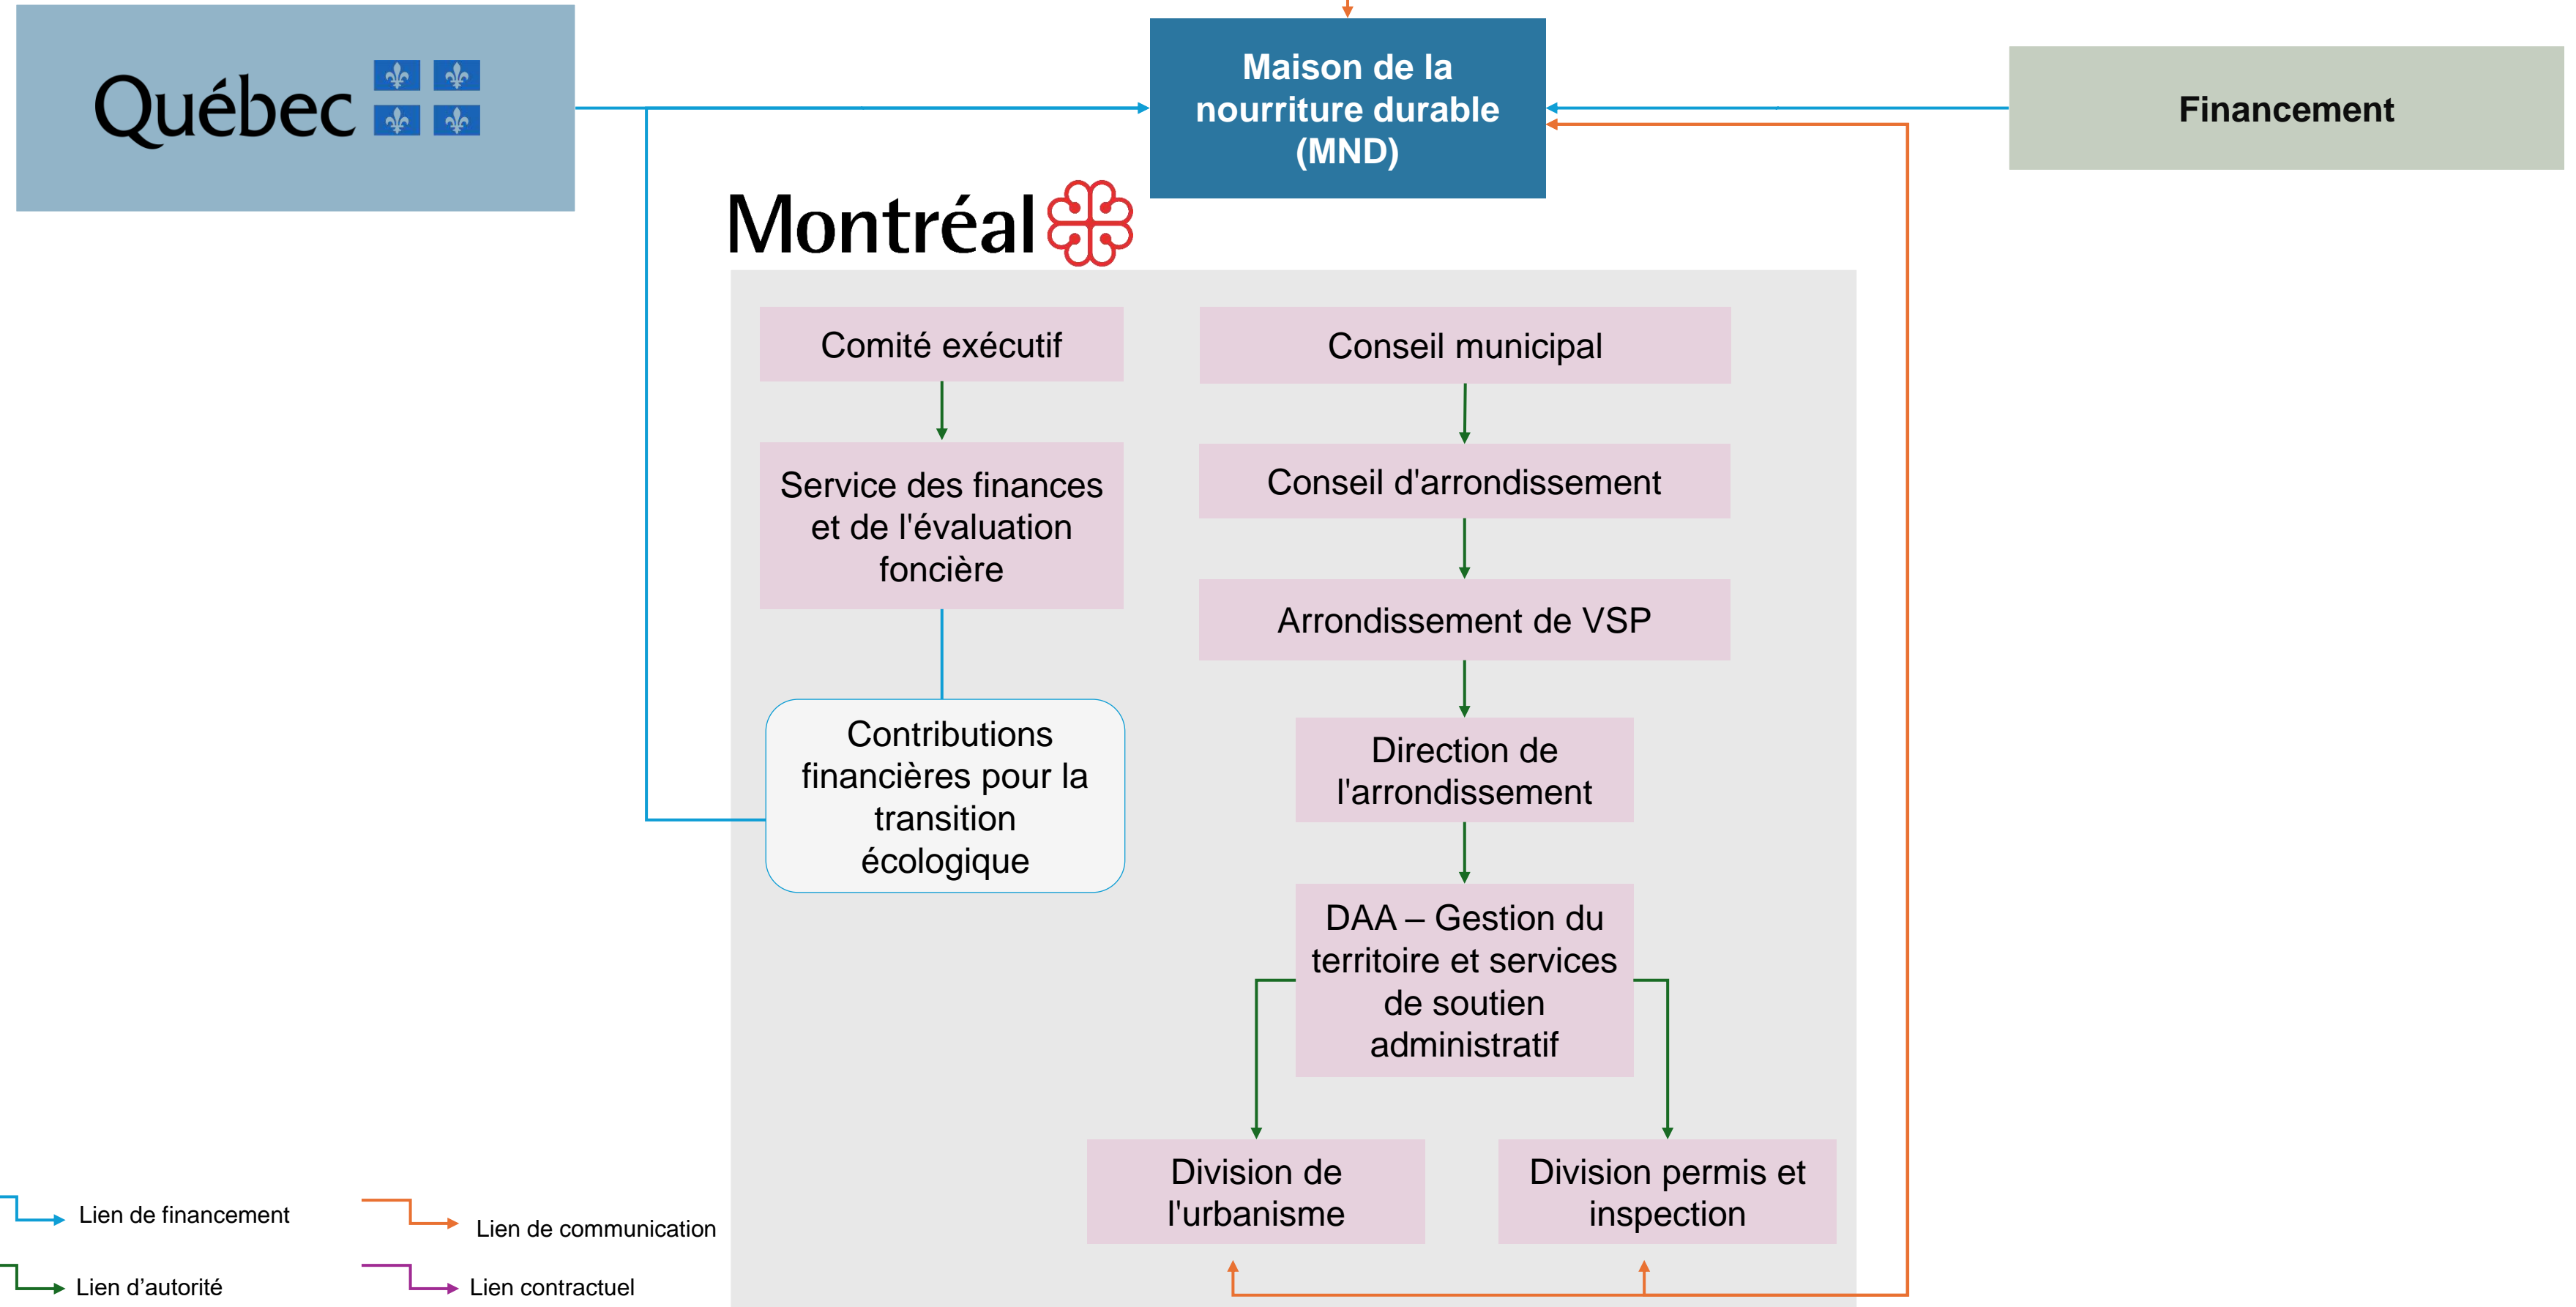 Québec
Maison de la
nourriture durable
(MND)
Financement
Montréal
Comité exécutif
Conseil municipal
Service des finances
et de l'évaluation
foncière
Conseil d'arrondissement
Arrondissement de VSP
Contributions
financières pour la
transition
écologique
Direction de
l'arrondissement
DAA – Gestion du
territoire et services
de soutien
administratif
Division de
l'urbanisme
Division permis et
inspection
Lien de financement
Lien de communication
Lien d’autorité
Lien contractuel